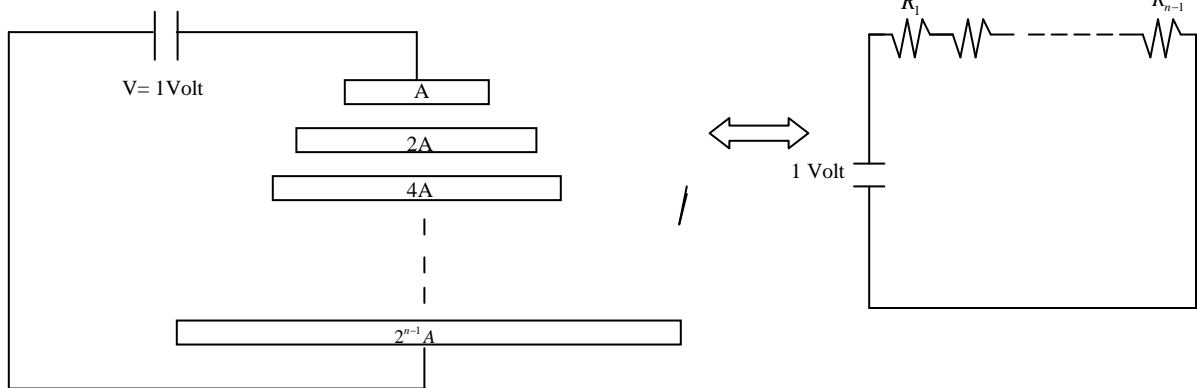 V= 1Volt
A
2A
4A
2^{n-1}A
R_1
R_{n-1}
1 Volt